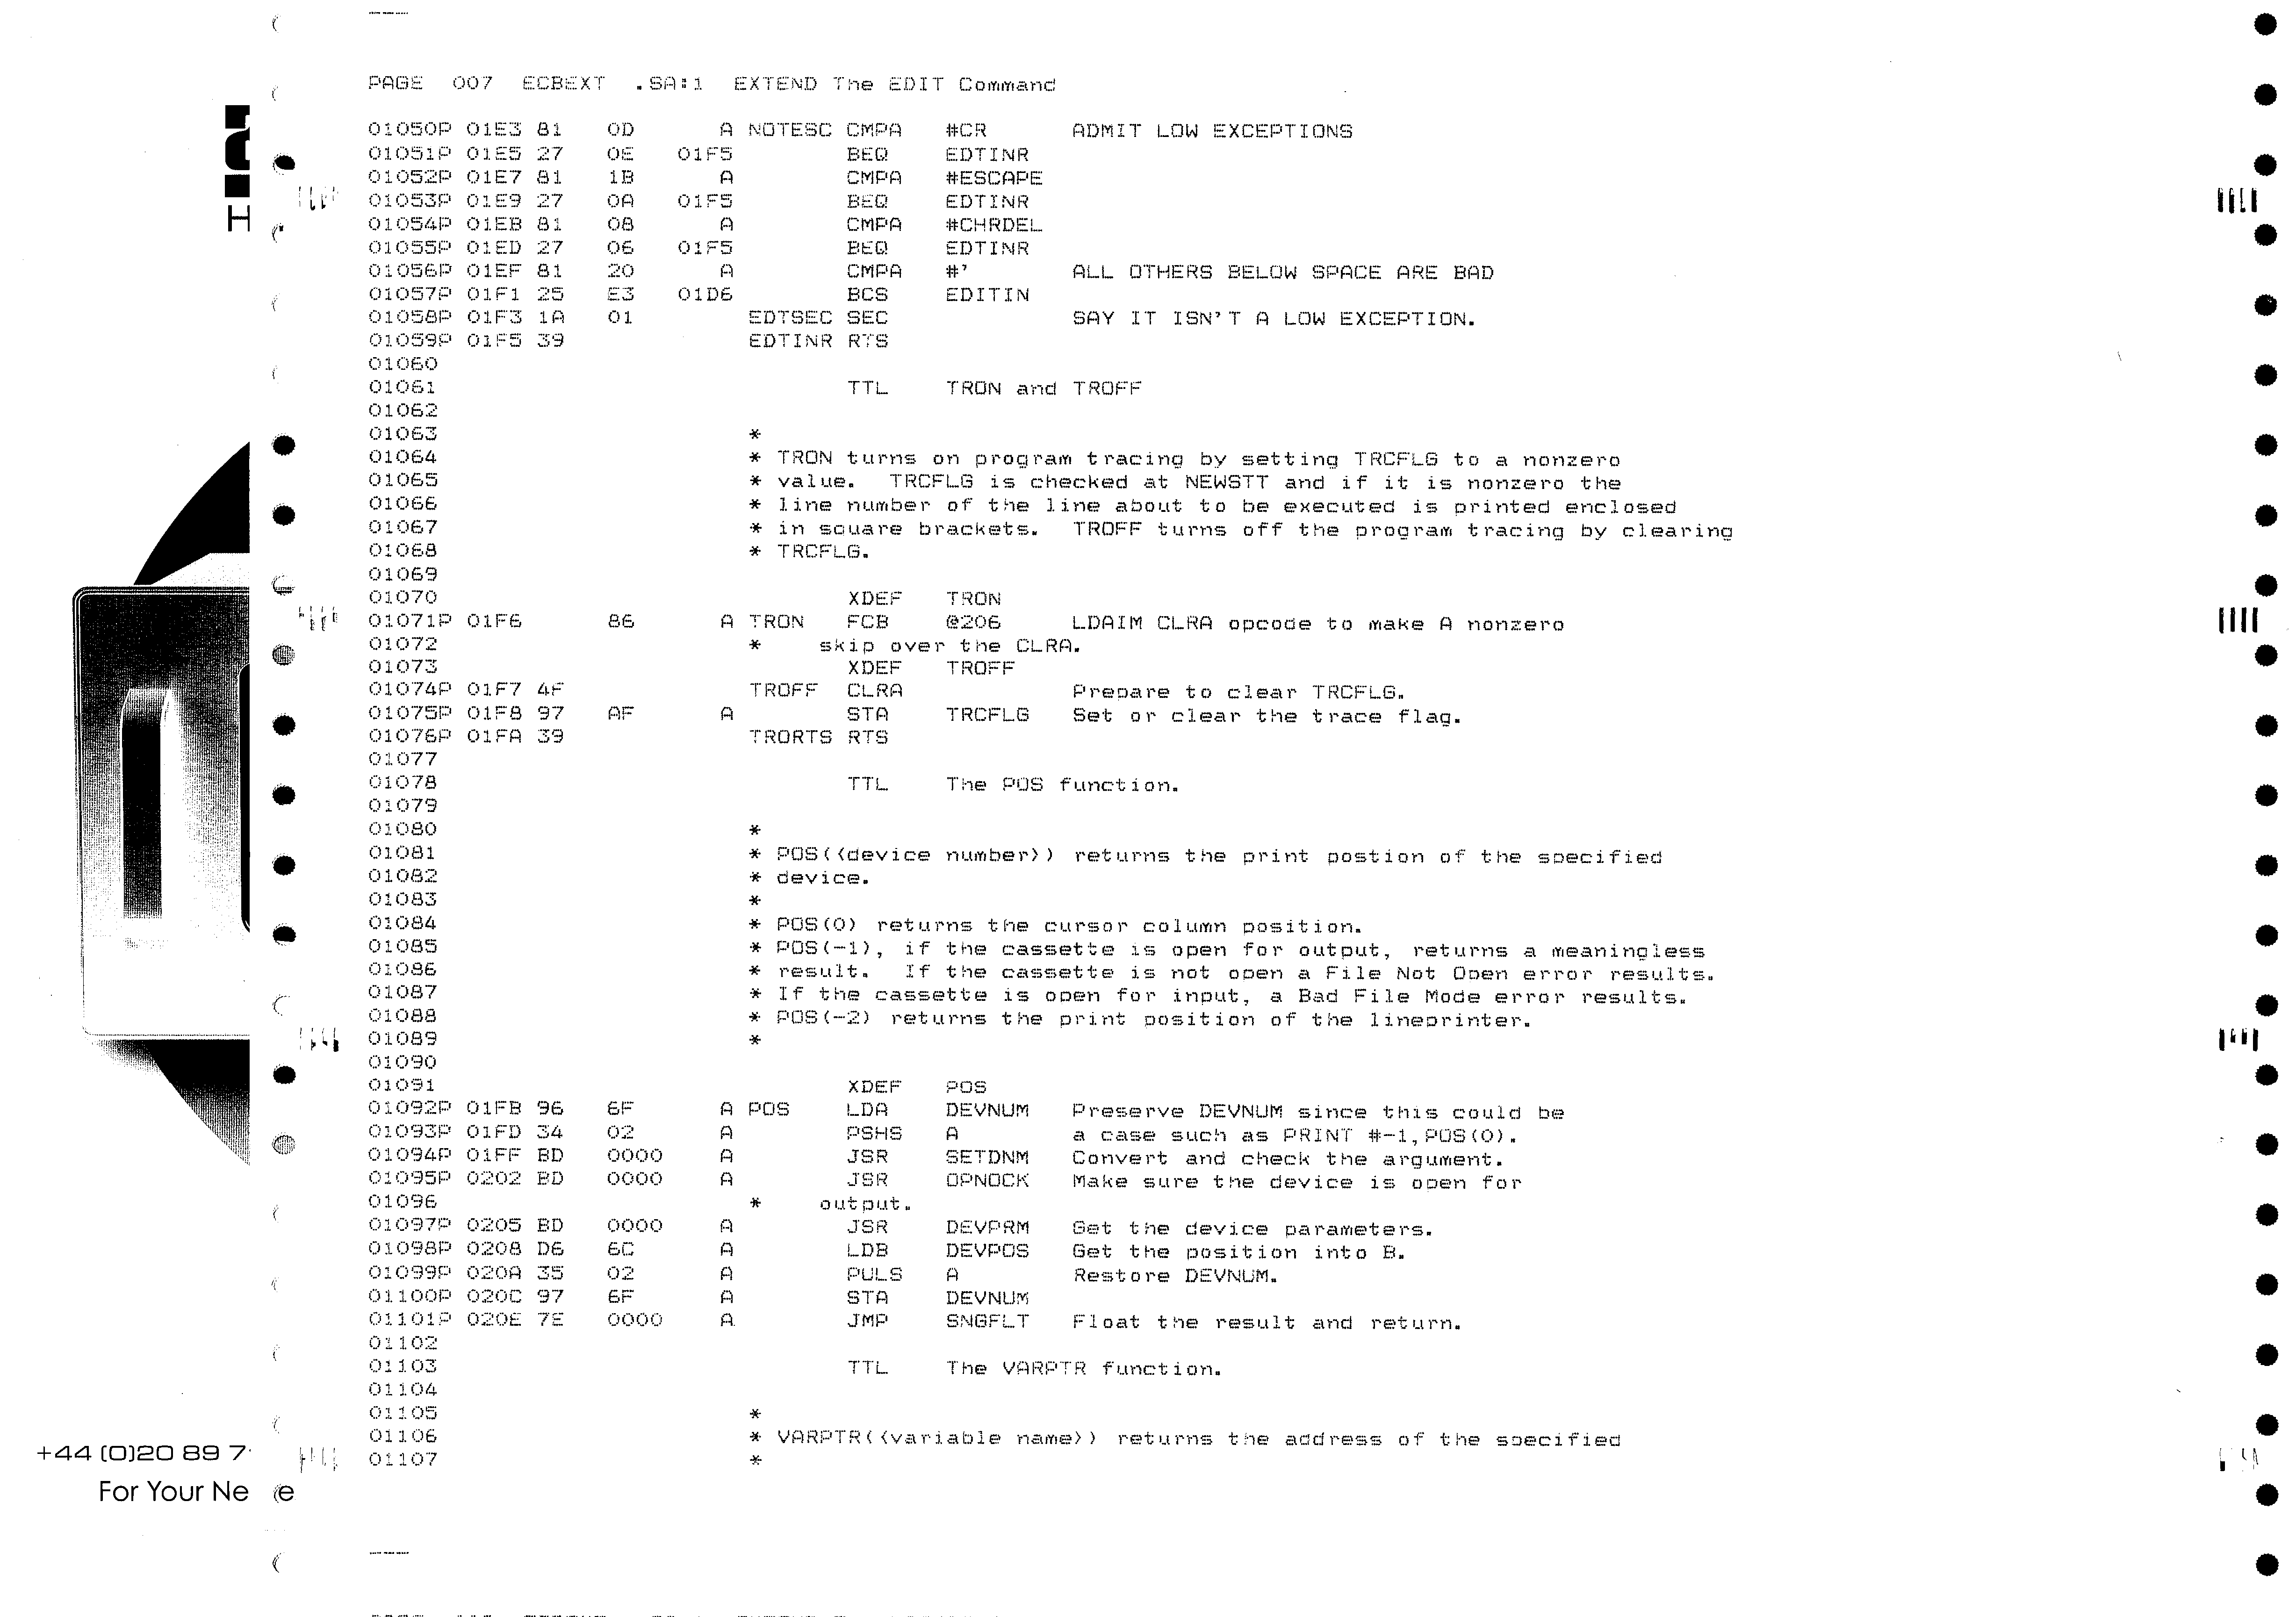 PAGE  007  ECBEXT  .SA:1  EXTEND The EDIT Command
01050P 01E3 81   0D      A NOTESC CMPA   #CR      ADMIT LOW EXCEPTIONS
01051P 01E5 27   0E   01F5        BEQ    EDTINR
01052P 01E7 81   1B      A        CMPA   #ESCAPE
01053P 01E9 27   0A   01F5        BEQ    EDTINR
01054P 01EB 81   08      A        CMPA   #CHRDEL
01055P 01ED 27   06   01F5        BEQ    EDTINR
01056P 01EF 81   20      A        CMPA   #'       ALL OTHERS BELOW SPACE ARE BAD
01057P 01F1 25   E3   01D6        BCS    EDITIN
01058P 01F3 1A   01        EDTSEC SEC             SAY IT ISN'T A LOW EXCEPTION.
01059P 01F5 39             EDTINR RTS
01060
01061                             TTL    TRON and TROFF
01062
01063                      *
01064                      * TRON turns on program tracing by setting TRCFLG to a nonzero
01065                      * value.  TRCFLG is checked at NEWSTT and if it is nonzero the
01066                      * line number of the line about to be executed is printed enclosed
01067                      * in square brackets.  TROFF turns off the program tracing by clearing
01068                      * TRCFLG.
01069
01070                             XDEF   TRON
01071P 01F6      86      A TRON   FCB    @206     LDAIM CLRA opcode to make A nonzero
01072                      *    skip over the CLRA.
01073                             XDEF   TROFF
01074P 01F7 4F             TROFF  CLRA            Prepare to clear TRCFLG.
01075P 01F8 97   AF      A        STA    TRCFLG   Set or clear the trace flag.
01076P 01FA 39             TRORTS RTS
01077
01078                             TTL    The POS function.
01079
01080                      *
01081                      * POS(<device number>) returns the print postion of the specified
01082                      * device.
01083                      *
01084                      * POS(0) returns the cursor column position.
01085                      * POS(-1), if the cassette is open for output, returns a meaningless
01086                      * result.  If the cassette is not open a File Not Open error results.
01087                      * If the cassette is open for input, a Bad File Mode error results.
01088                      * POS(-2) returns the print position of the lineprinter.
01089                      *
01090
01091                             XDEF   POS
01092P 01FB 96   6F      A POS    LDA    DEVNUM   Preserve DEVNUM since this could be
01093P 01FD 34   02      A        PSHS   A        a case such as PRINT #-1,POS(0).
01094P 01FF BD   0000    A        JSR    SETDNM   Convert and check the argument.
01095P 0202 BD   0000    A        JSR    OPNOCK   Make sure the device is open for
01096                      *    output.
01097P 0205 BD   0000    A        JSR    DEVPRM   Get the device parameters.
01098P 0208 D6   6C      A        LDB    DEVPOS   Get the position into B.
01099P 020A 35   02      A        PULS   A        Restore DEVNUM.
01100P 020C 97   6F      A        STA    DEVNUM
01101P 020E 7E   0000    A        JMP    SNGFLT   Float the result and return.
01102
01103                             TTL    The VARPTR function.
01104
01105                      *
01106                      * VARPTR(<variable name>) returns the address of the specified
01107                      *
H
+44 (0)20 89 7
For Your Ne e